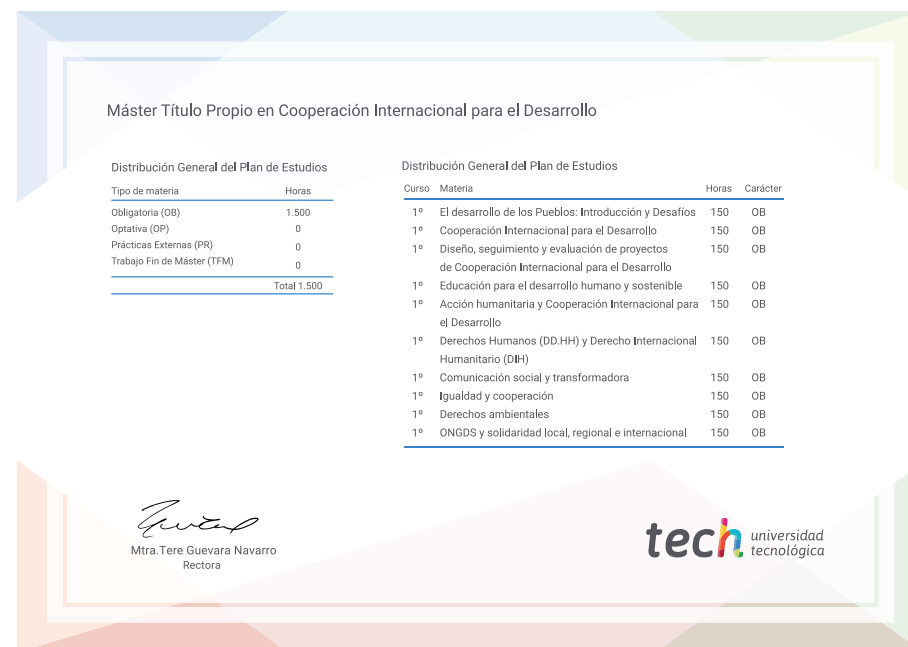 Máster Título Propio en Cooperación Internacional para el Desarrollo
Distribución General del Plan de Estudios
Tipo de materia Horas
Obligatoria (OB) 1.500
Optativa (OP) 0
Prácticas Externas (PR) 0
Trabajo Fin de Máster (TFM) 0
Total 1.500
Distribución General del Plan de Estudios
Curso Materia Horas Carácter
1º El desarrollo de los Pueblos: Introducción y Desafíos 150 OB
1º Cooperación Internacional para el Desarrollo 150 OB
1º Diseño, seguimiento y evaluación de proyectos 150 OB
de Cooperación Internacional para el Desarrollo
1º Educación para el desarrollo humano y sostenible 150 OB
1º Acción humanitaria y Cooperación Internacional para 150 OB
el Desarrollo
1º Derechos Humanos (DD.HH) y Derecho Internacional 150 OB
Humanitario (DIH)
1º Comunicación social y transformadora 150 OB
1º Igualdad y cooperación 150 OB
1º Derechos ambientales 150 OB
1º ONGDS y solidaridad local, regional e internacional 150 OB
Mtra.Tere Guevara Navarro
Rectora
tech universidad
tecnológica